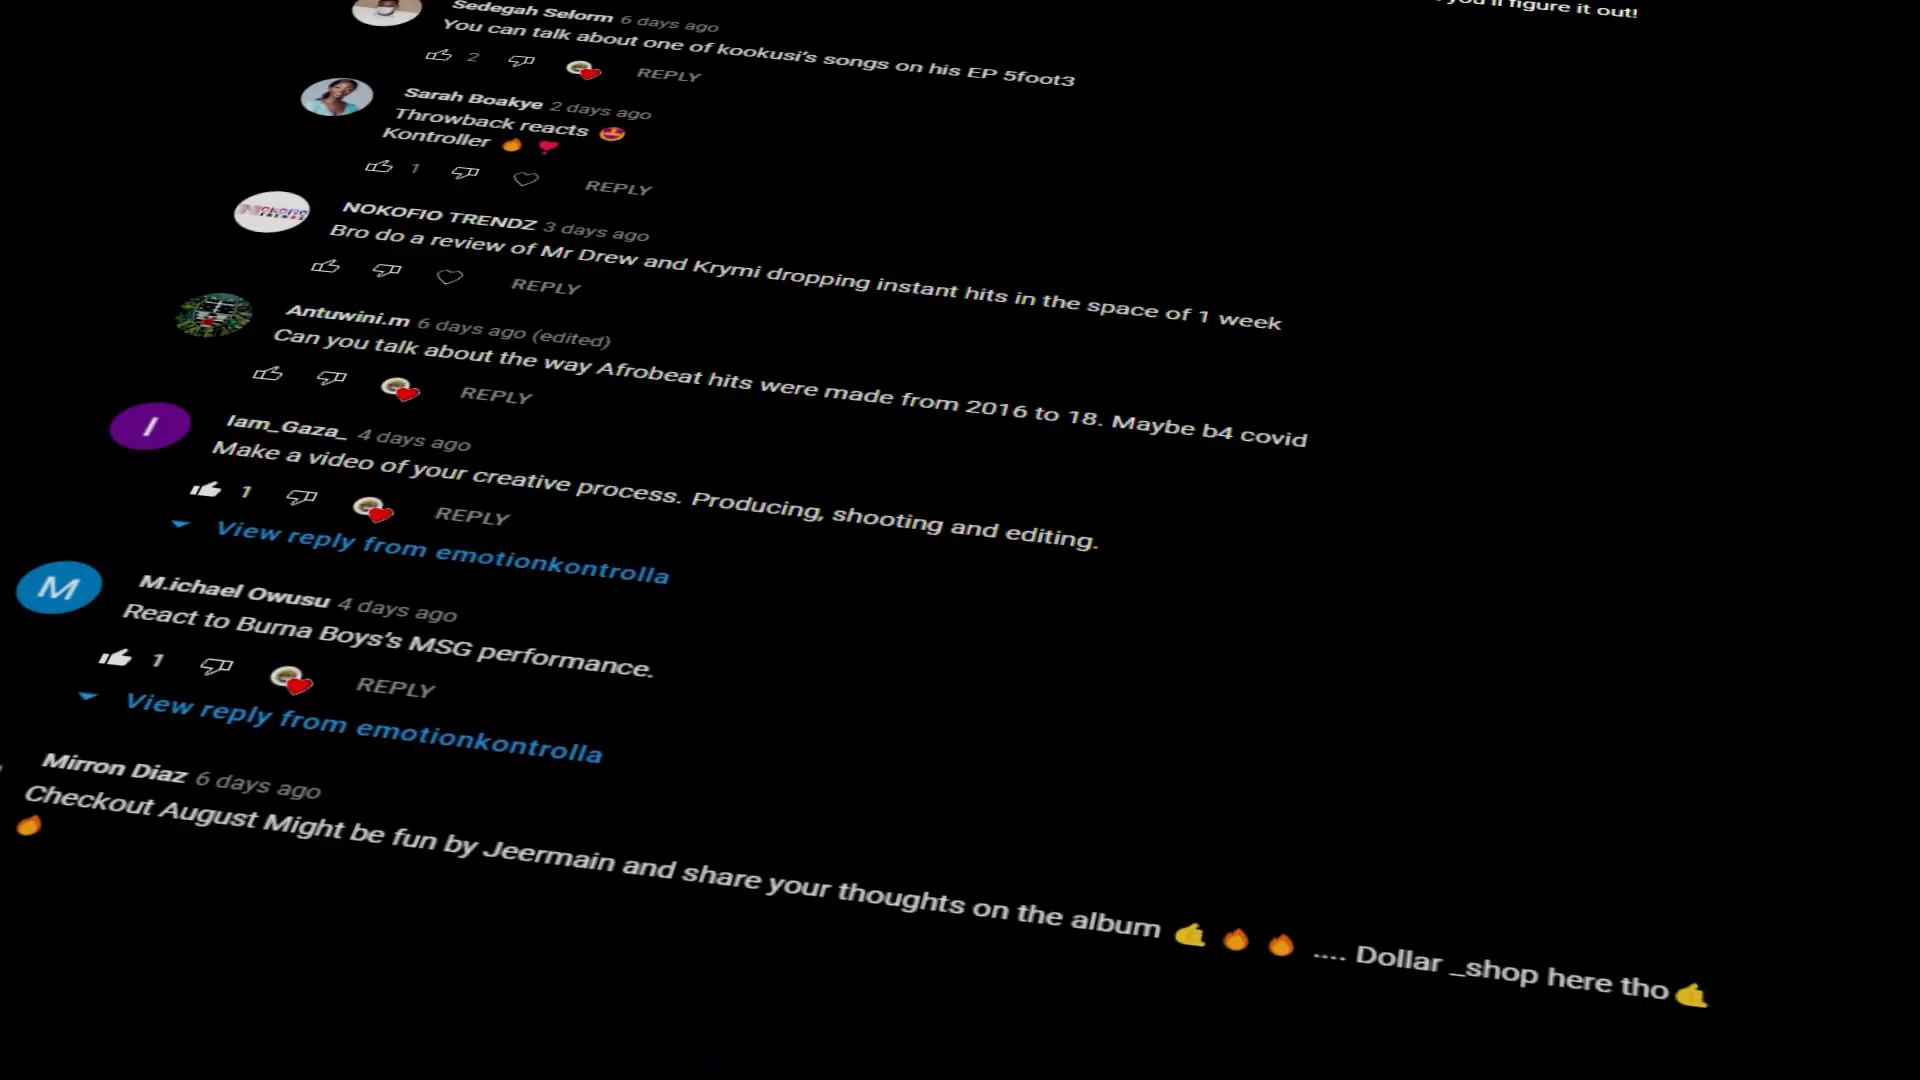 you'll figure it out!
Sedegah Selorm 6 days ago
You can talk about one of kookusi's songs on his EP 5foot3
2 REPLY
Sarah Boakye 2 days ago
Throwback reacts 🤩
Kontroller 🔥 ❣
1 REPLY
NOKOFIO TRENDZ
NOKOFIO TRENDZ 3 days ago
Bro do a review of Mr Drew and Krymi dropping instant hits in the space of 1 week
REPLY
Antuwini.m 6 days ago (edited)
Can you talk about the way Afrobeat hits were made from 2016 to 18. Maybe b4 covid
REPLY
I
Iam_Gaza_ 4 days ago
Make a video of your creative process. Producing, shooting and editing.
1 REPLY
View reply from emotionkontrolla
M
M.ichael Owusu 4 days ago
React to Burna Boys's MSG performance.
1 REPLY
View reply from emotionkontrolla
Mirron Diaz 6 days ago
Checkout August Might be fun by Jeermain and share your thoughts on the album 🤙 🔥 🔥 .... Dollar _shop here tho🤙
🔥